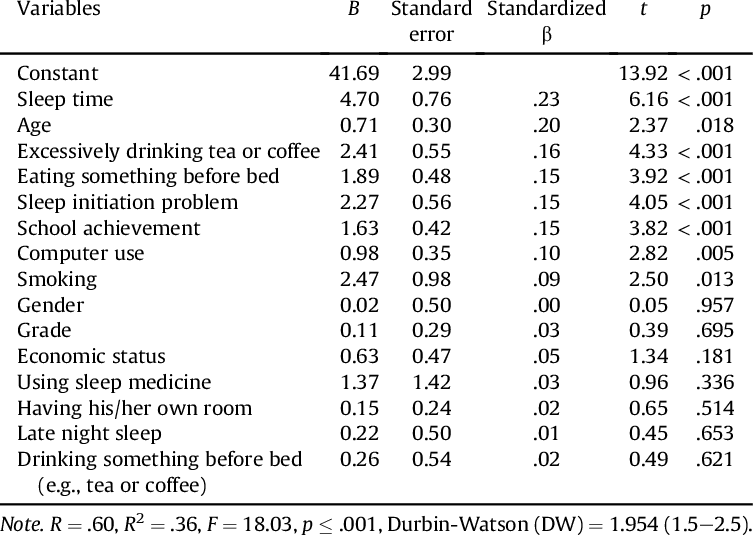 Variables B Standard error Standardized β t p
Constant 41.69 2.99 13.92 < .001
Sleep time 4.70 0.76 .23 6.16 < .001
Age 0.71 0.30 .20 2.37 .018
Excessively drinking tea or coffee 2.41 0.55 .16 4.33 < .001
Eating something before bed 1.89 0.48 .15 3.92 < .001
Sleep initiation problem 2.27 0.56 .15 4.05 < .001
School achievement 1.63 0.42 .15 3.82 < .001
Computer use 0.98 0.35 .10 2.82 .005
Smoking 2.47 0.98 .09 2.50 .013
Gender 0.02 0.50 .00 0.05 .957
Grade 0.11 0.29 .03 0.39 .695
Economic status 0.63 0.47 .05 1.34 .181
Using sleep medicine 1.37 1.42 .03 0.96 .336
Having his/her own room 0.15 0.24 .02 0.65 .514
Late night sleep 0.22 0.50 .01 0.45 .653
Drinking something before bed 0.26 0.54 .02 0.49 .621
(e.g., tea or coffee)
Note. R = .60, R² = .36, F = 18.03, p ≤ .001, Durbin-Watson (DW) = 1.954 (1.5−2.5).